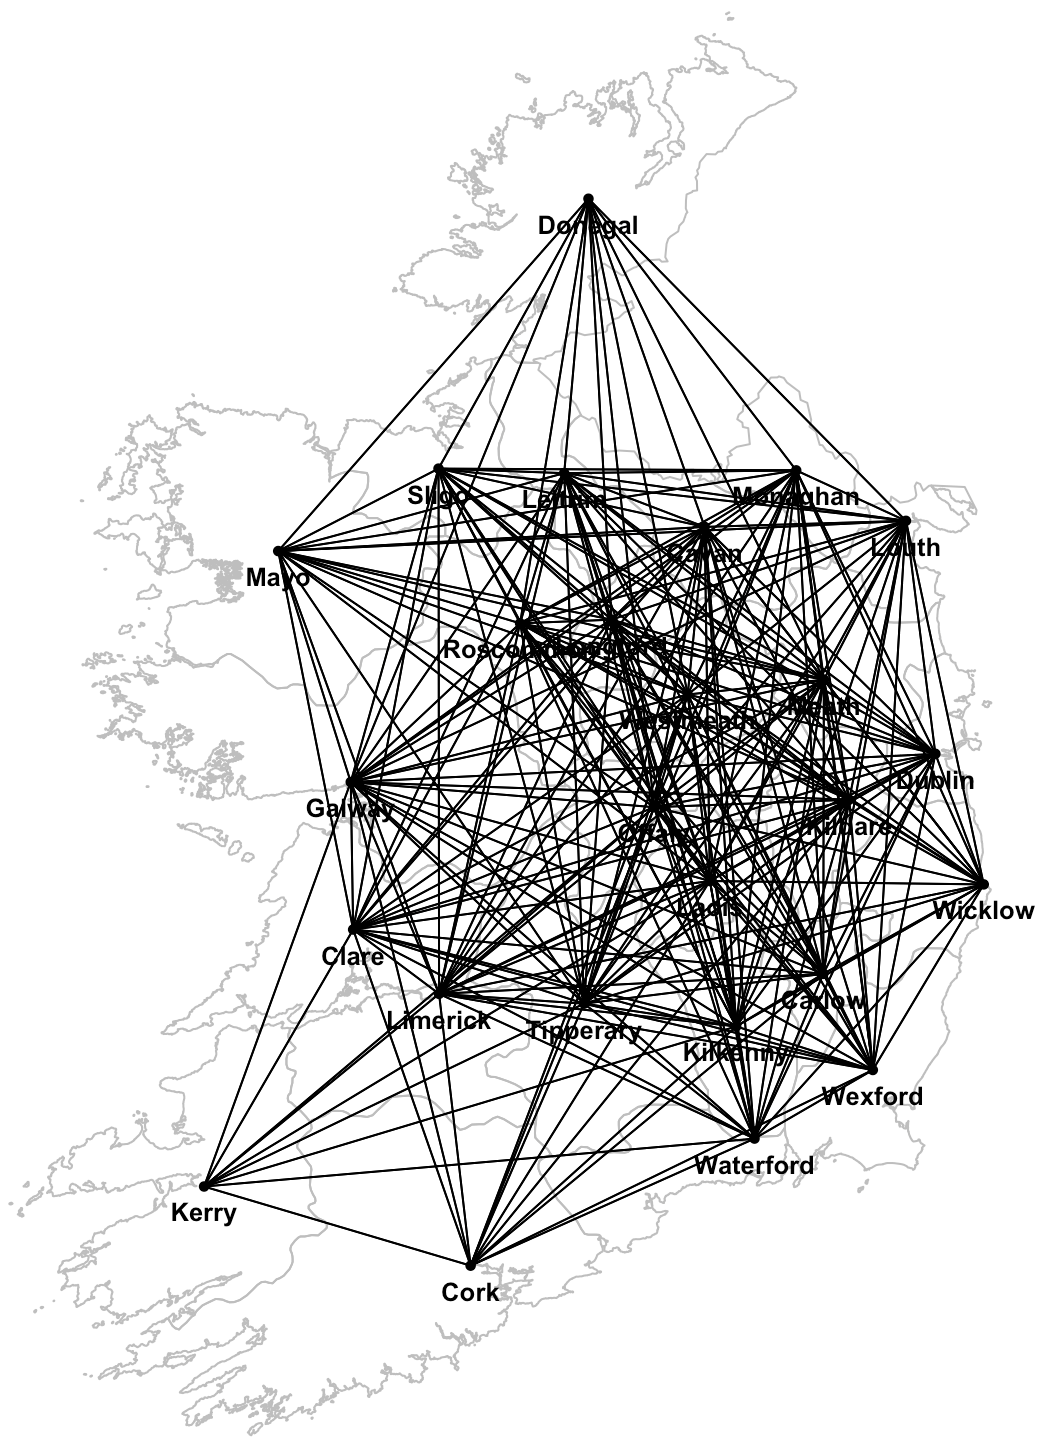 Donegal
Sligo
Leitrim
Monaghan
Cavan
Louth
Mayo
Roscommon
Longford
Westmeath
Meath
Dublin
Galway
Offaly
Kildare
Laois
Wicklow
Clare
Carlow
Limerick
Tipperary
Kilkenny
Wexford
Waterford
Kerry
Cork